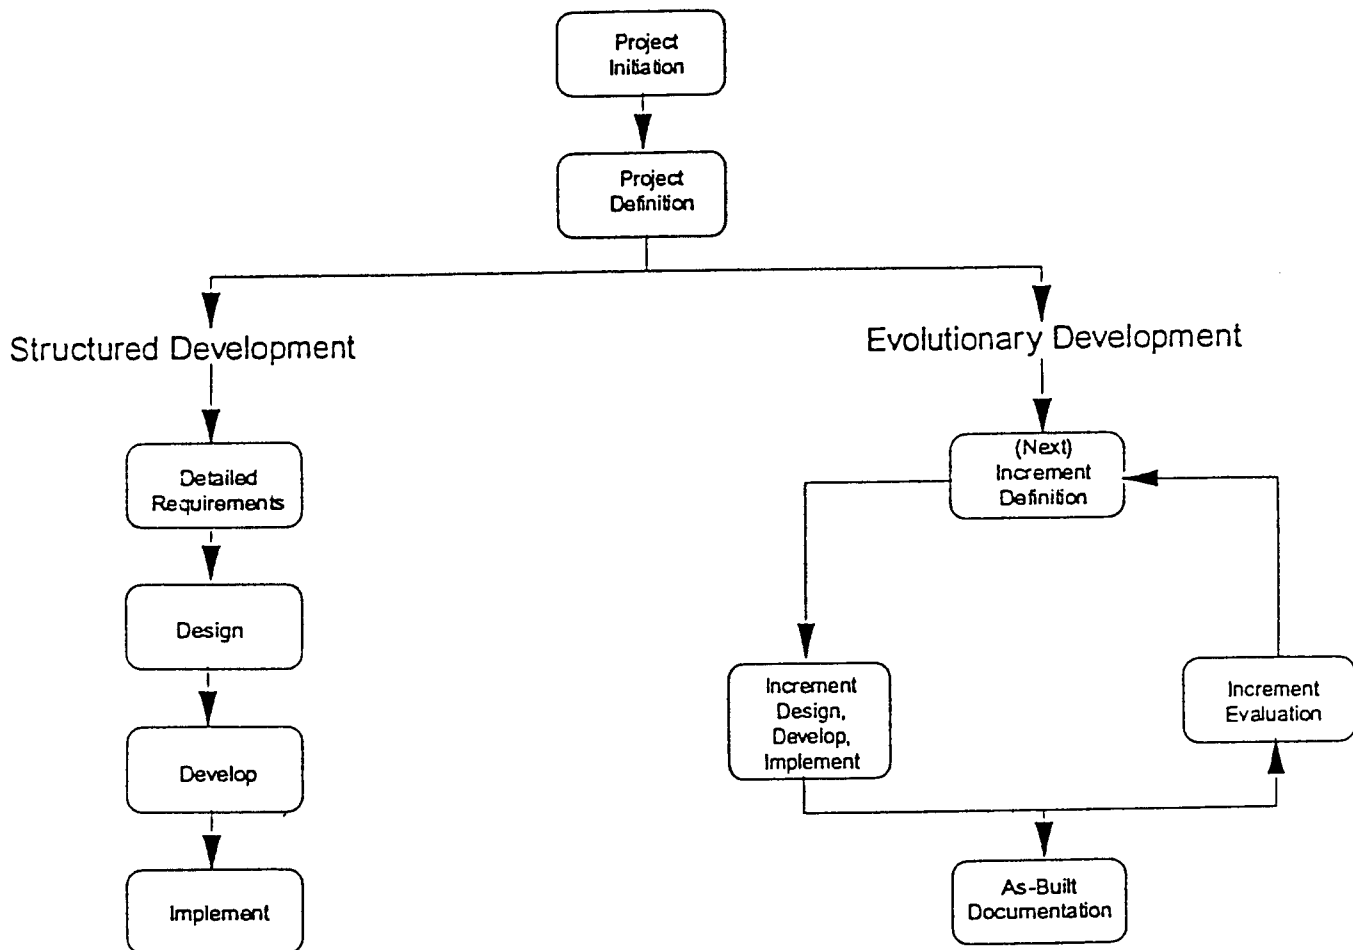 Project
Initiation
Project
Definition
Structured Development
Evolutionary Development
Detailed
Requirements
Design
Develop
Implement
(Next)
Increment
Definition
Increment
Design,
Develop,
Implement
Increment
Evaluation
As-Built
Documentation